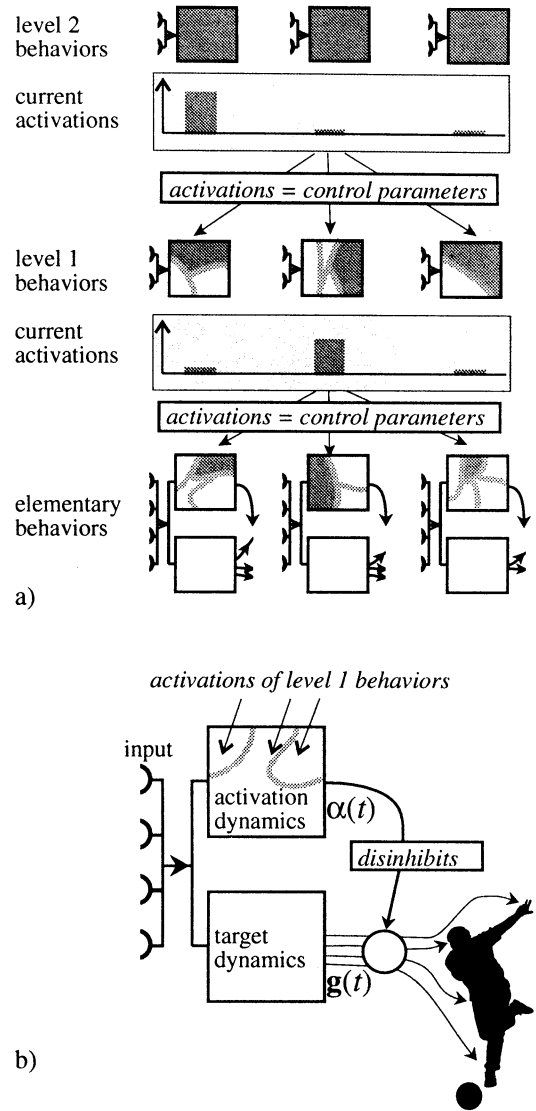 level 2
behaviors
current
activations
activations = control parameters
level 1
behaviors
current
activations
activations = control parameters
elementary
behaviors
a)
activations of level 1 behaviors
input
activation
dynamics
α(t)
disinhibits
target
dynamics
g(t)
b)